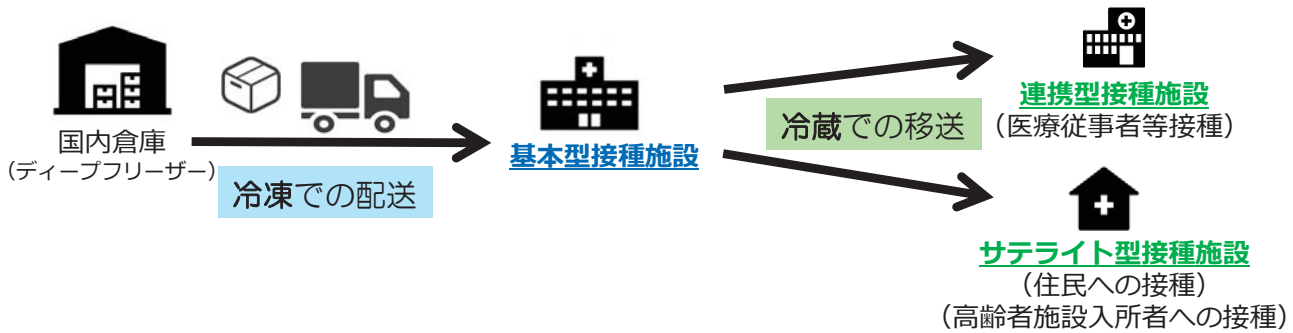 国内倉庫
(ディープフリーザー)
冷凍での配送
基本型接種施設
冷蔵での移送
連携型接種施設
（医療従事者等接種）
サテライト型接種施設
（住民への接種）
（高齢者施設入所者への接種）